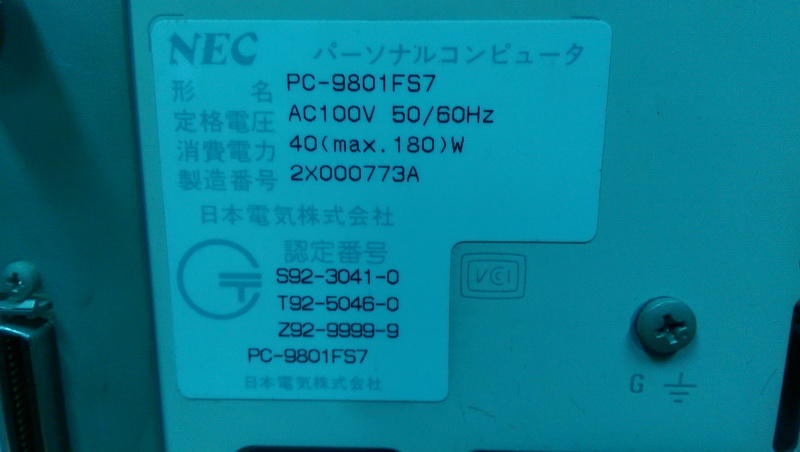 NEC パーソナルコンピュータ
形 名 PC-9801FS7
定格電圧 AC100V 50/60Hz
消費電力 40(max.180)W
製造番号 2X000773A
日本電気株式会社
認定番号
S92-3041-0
T92-5046-0
Z92-9999-9
PC-9801FS7
日本電気株式会社
VCCI
G